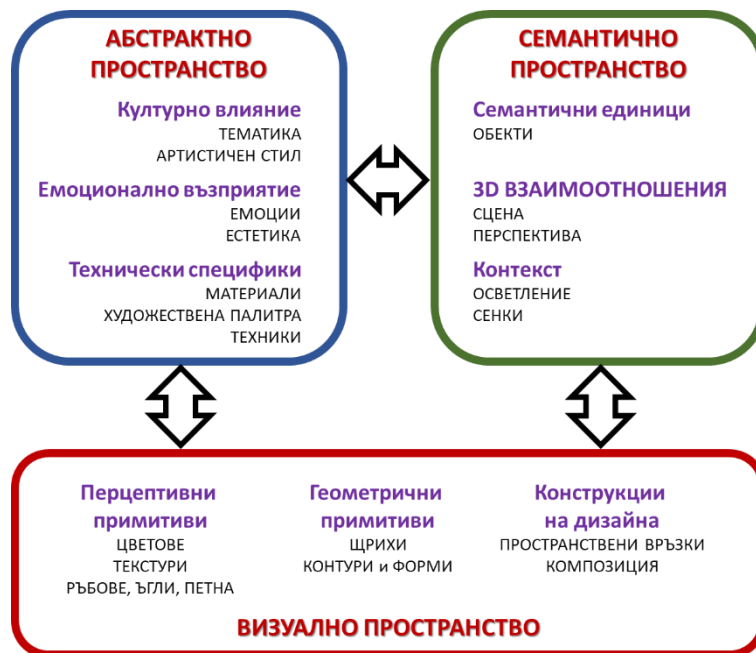 АБСТРАКТНО
ПРОСТРАНСТВО
Културно влияние
ТЕМАТИКА
АРТИСТИЧЕН СТИЛ
Емоционално възприятие
ЕМОЦИИ
ЕСТЕТИКА
Технически специфики
МАТЕРИАЛИ
ХУДОЖЕСТВЕНА ПАЛИТРА
ТЕХНИКИ
СЕМАНТИЧНО
ПРОСТРАНСТВО
Семантични единици
ОБЕКТИ
3D ВЗАИМООТНОШЕНИЯ
СЦЕНА
ПЕРСПЕКТИВА
Контекст
ОСВЕТЛЕНИЕ
СЕНКИ
Перцептивни
примитиви
ЦВЕТОВЕ
ТЕКСТУРИ
РЪБОВЕ, ЪГЛИ, ПЕТНА
Геометрични
примитиви
ЩРИХИ
КОНТУРИ и ФОРМИ
Конструкции
на дизайна
ПРОСТРАНСТВЕНИ ВРЪЗКИ
КОМПОЗИЦИЯ
ВИЗУАЛНО ПРОСТРАНСТВО